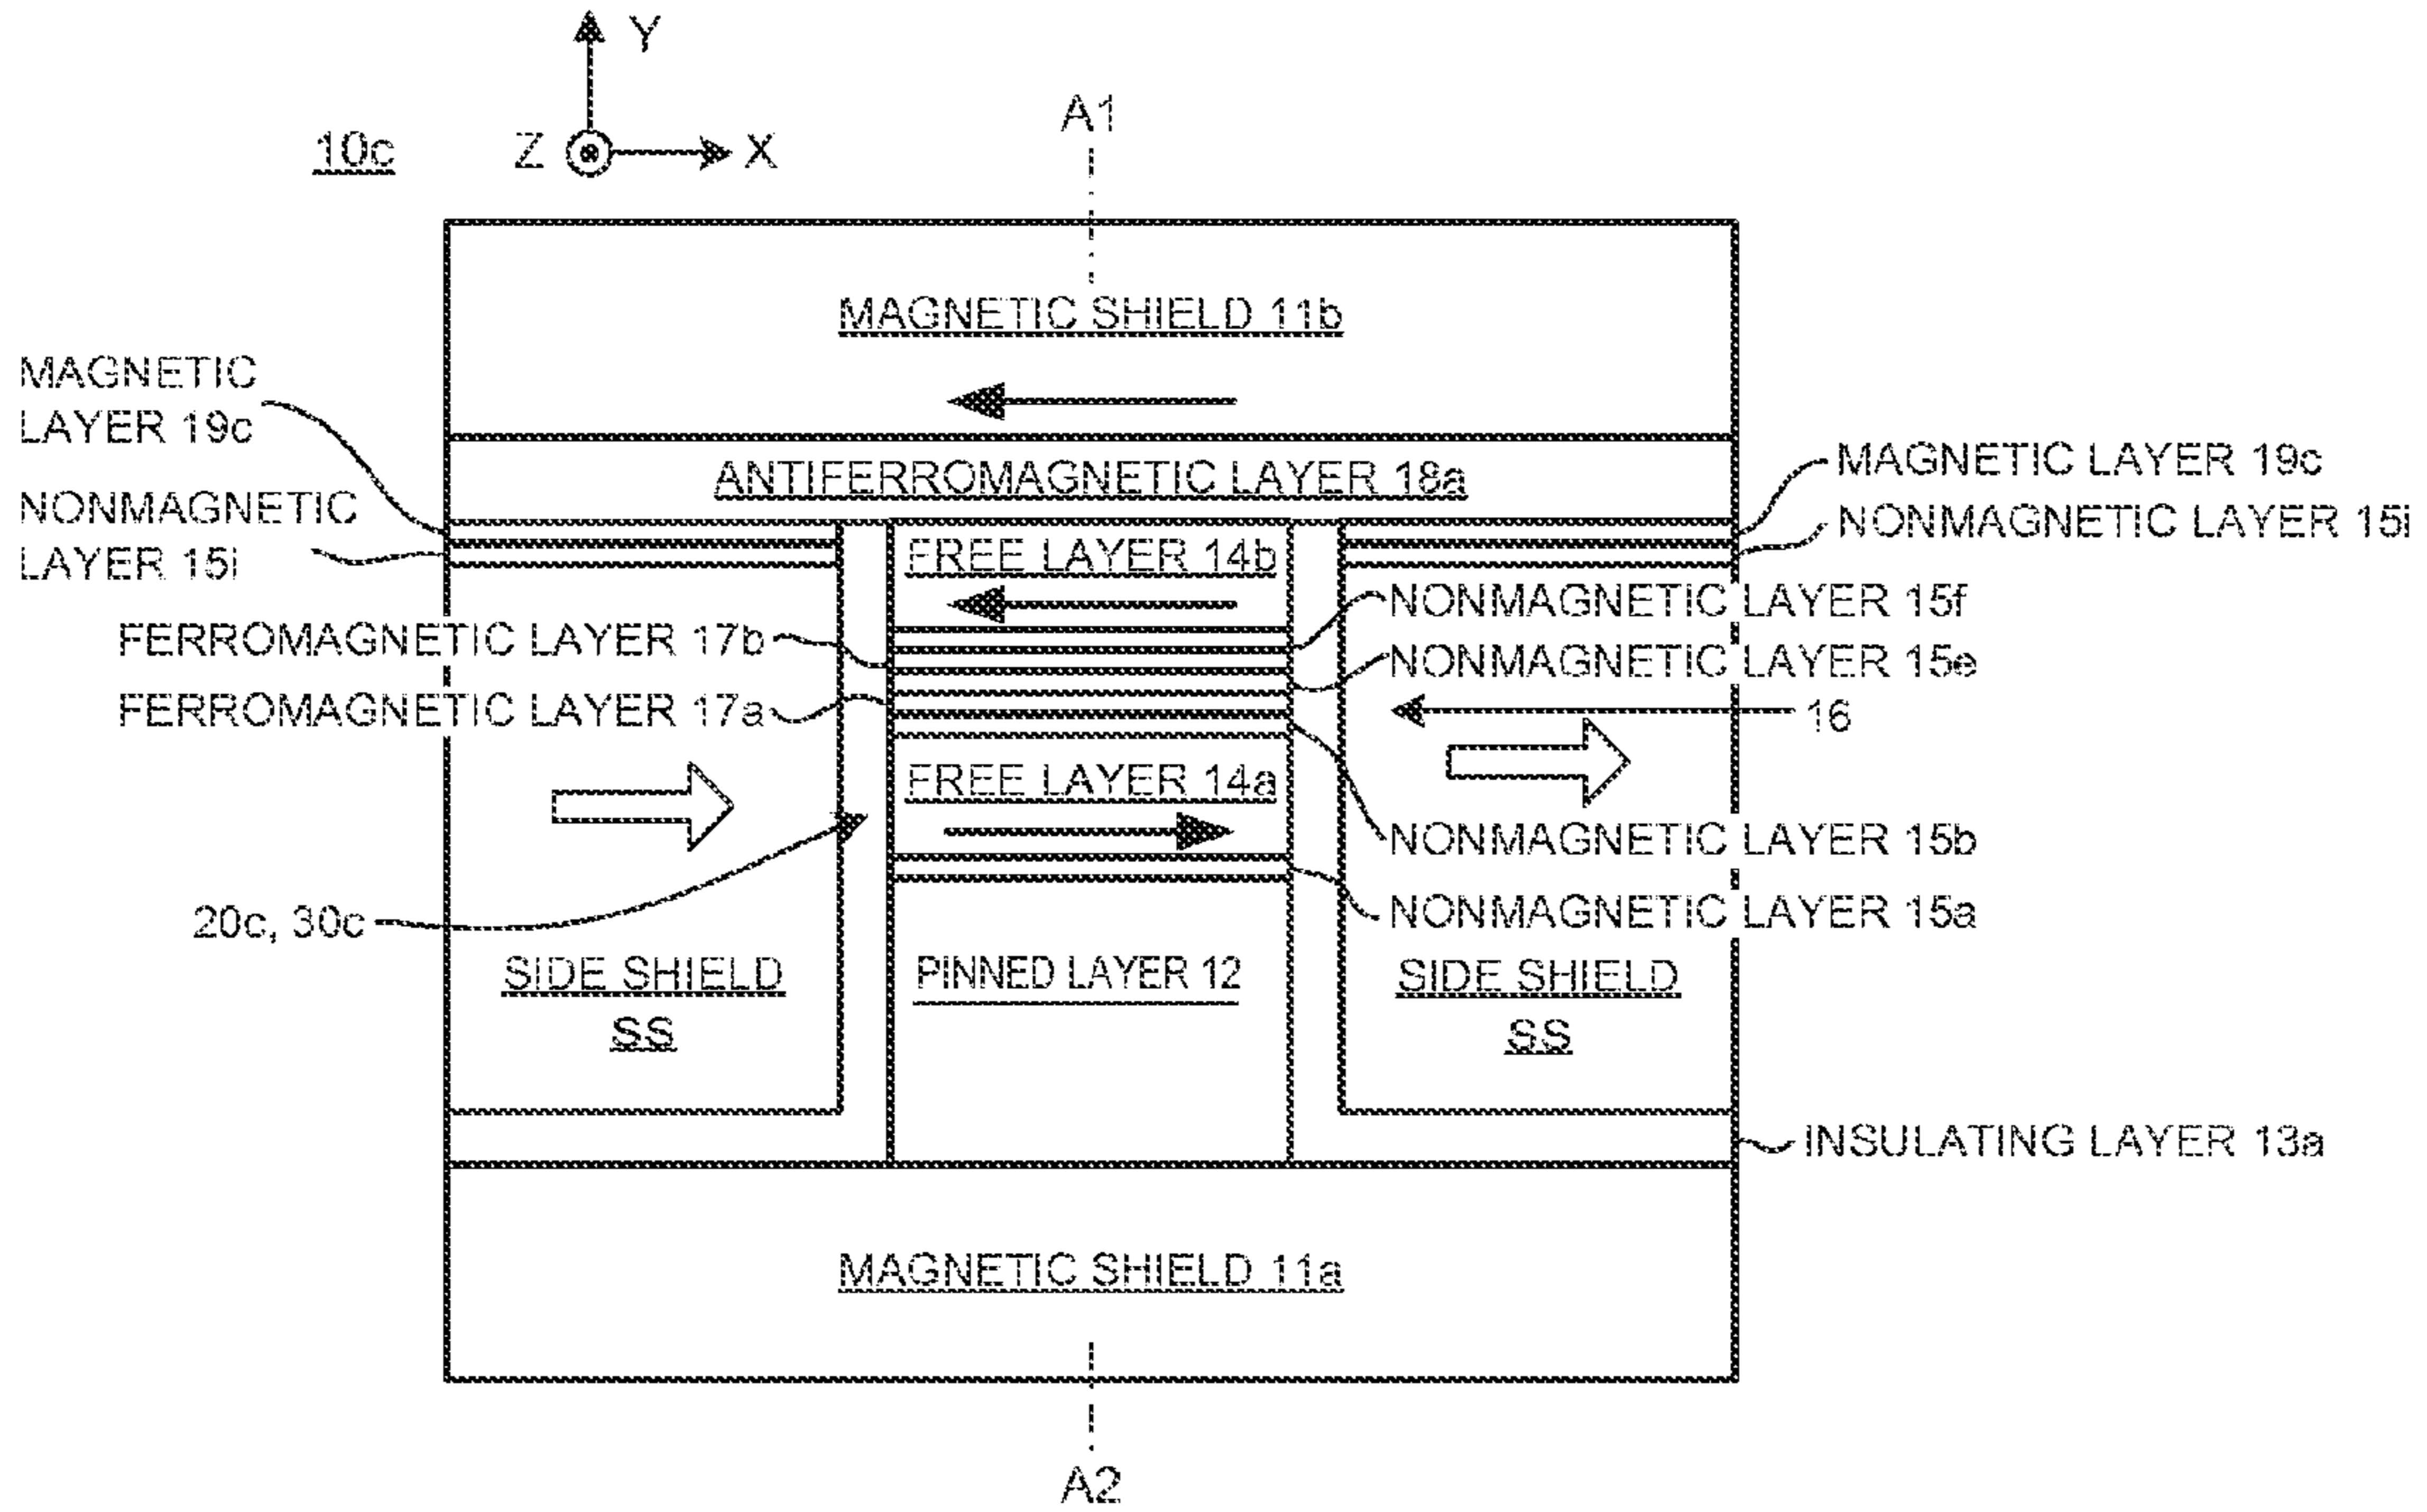 Y
A1
10c
Z
X
MAGNETIC SHIELD 11b
MAGNETIC
LAYER 19c
ANTIFERROMAGNETIC LAYER 18a
MAGNETIC LAYER 19c
NONMAGNETIC
LAYER 15i
NONMAGNETIC LAYER 15i
FREE LAYER 14b
NONMAGNETIC LAYER 15f
FERROMAGNETIC LAYER 17b
NONMAGNETIC LAYER 15e
FERROMAGNETIC LAYER 17a
16
FREE LAYER 14a
NONMAGNETIC LAYER 15b
20c, 30c
NONMAGNETIC LAYER 15a
SIDE SHIELD
SS
PINNED LAYER 12
SIDE SHIELD
SS
INSULATING LAYER 13a
MAGNETIC SHIELD 11a
A2